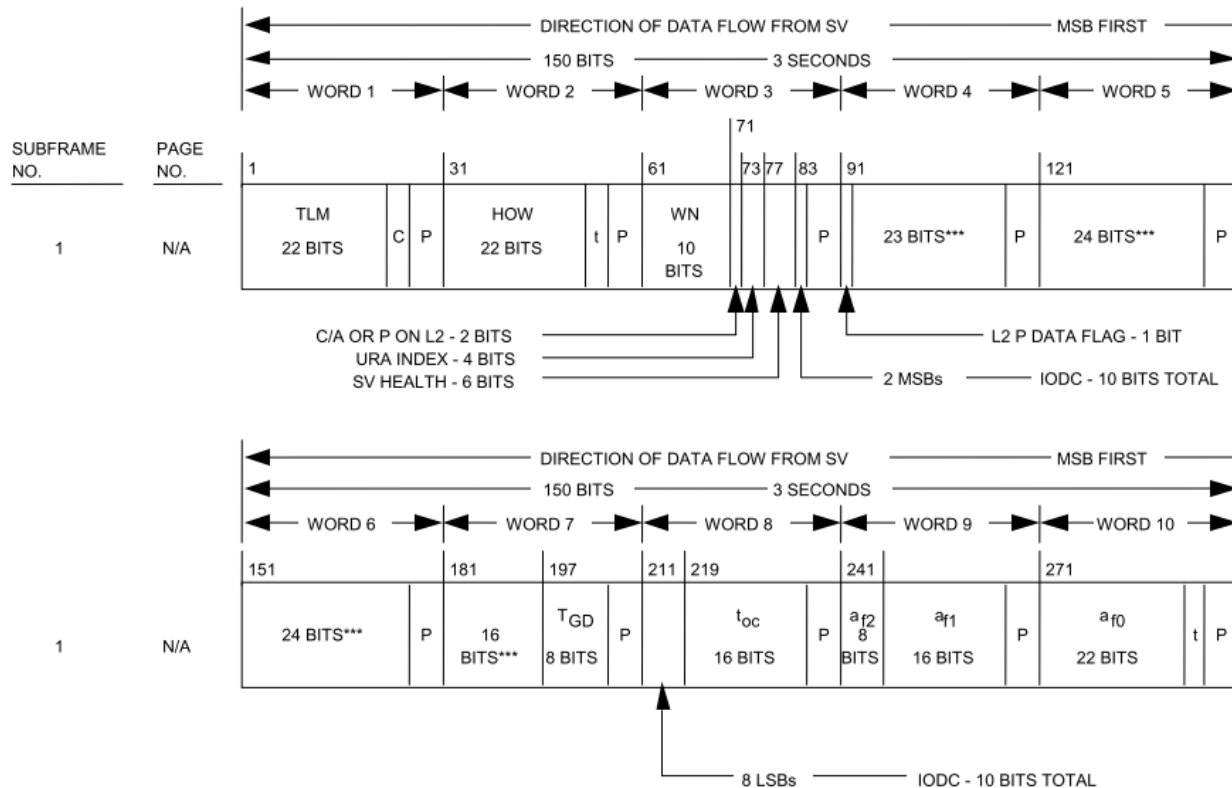 DIRECTION OF DATA FLOW FROM SV MSB FIRST
150 BITS 3 SECONDS
WORD 1 WORD 2 WORD 3 WORD 4 WORD 5
SUBFRAME NO.
PAGE NO.
1 31 61 71 73 77 83 91 121
1 N/A
TLM 22 BITS
C
P
HOW 22 BITS
t
P
WN 10 BITS
P
23 BITS***
P
24 BITS***
P
C/A OR P ON L2 - 2 BITS
URA INDEX - 4 BITS
SV HEALTH - 6 BITS
L2 P DATA FLAG - 1 BIT
2 MSBs IODC - 10 BITS TOTAL
DIRECTION OF DATA FLOW FROM SV MSB FIRST
150 BITS 3 SECONDS
WORD 6 WORD 7 WORD 8 WORD 9 WORD 10
151 181 197 211 219 241 271
1 N/A
24 BITS***
P
16 BITS***
TGD 8 BITS
P
toc 16 BITS
P
af2 8 BITS
af1 16 BITS
P
af0 22 BITS
t
P
8 LSBs IODC - 10 BITS TOTAL